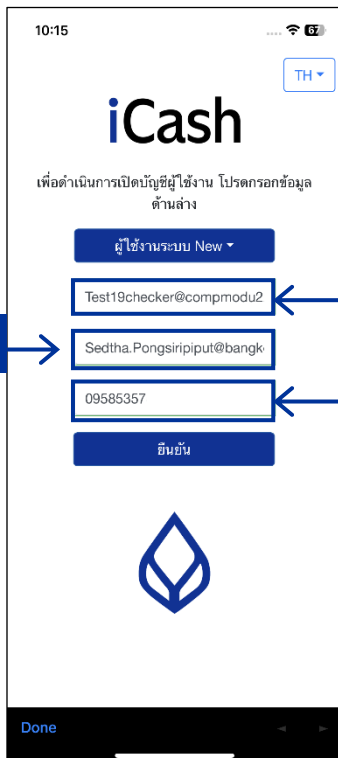 10:15
67
TH
iCash
เพื่อดำเนินการเปิดบัญชีผู้ใช้งาน โปรดกรอกข้อมูล
ด้านล่าง
ผู้ใช้งานระบบ New
Test19checker@compmodu2
Sedtha.Pongsiripiput@bangk
09585357
ยืนยัน
Done